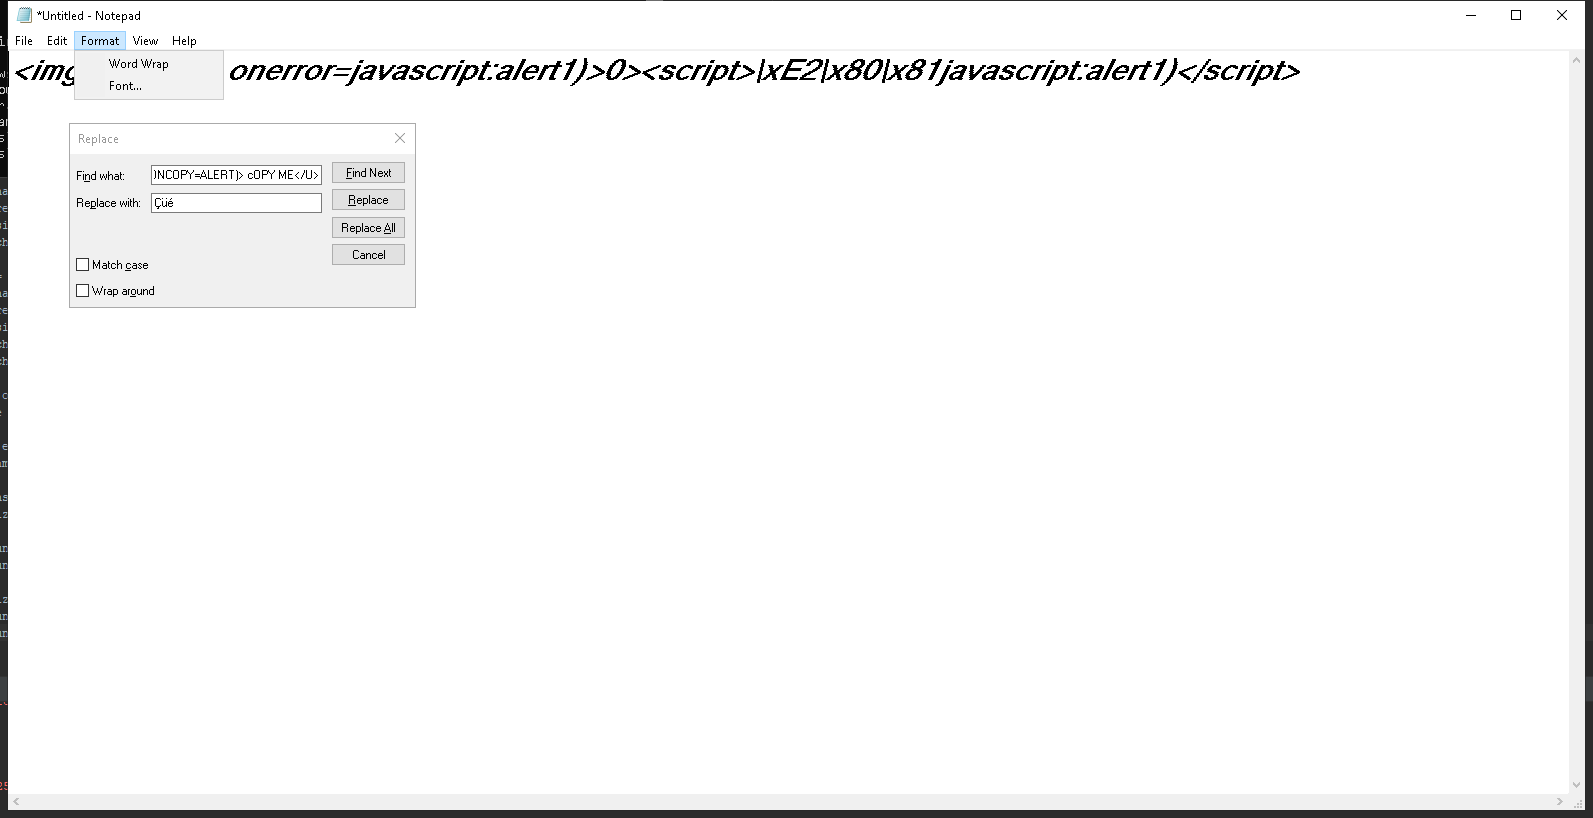 *Untitled - Notepad
File Edit Format View Help
Word Wrap
Font...
<img onerror=javascript:alert1)>0><script>|xE2|x80|x81javascript:alert1)</script>
Replace
Find what: )NCOPY=ALERT)> cOPY ME</U> Find Next
Replace with: Çüé Replace
Replace All
Cancel
Match case
Wrap around